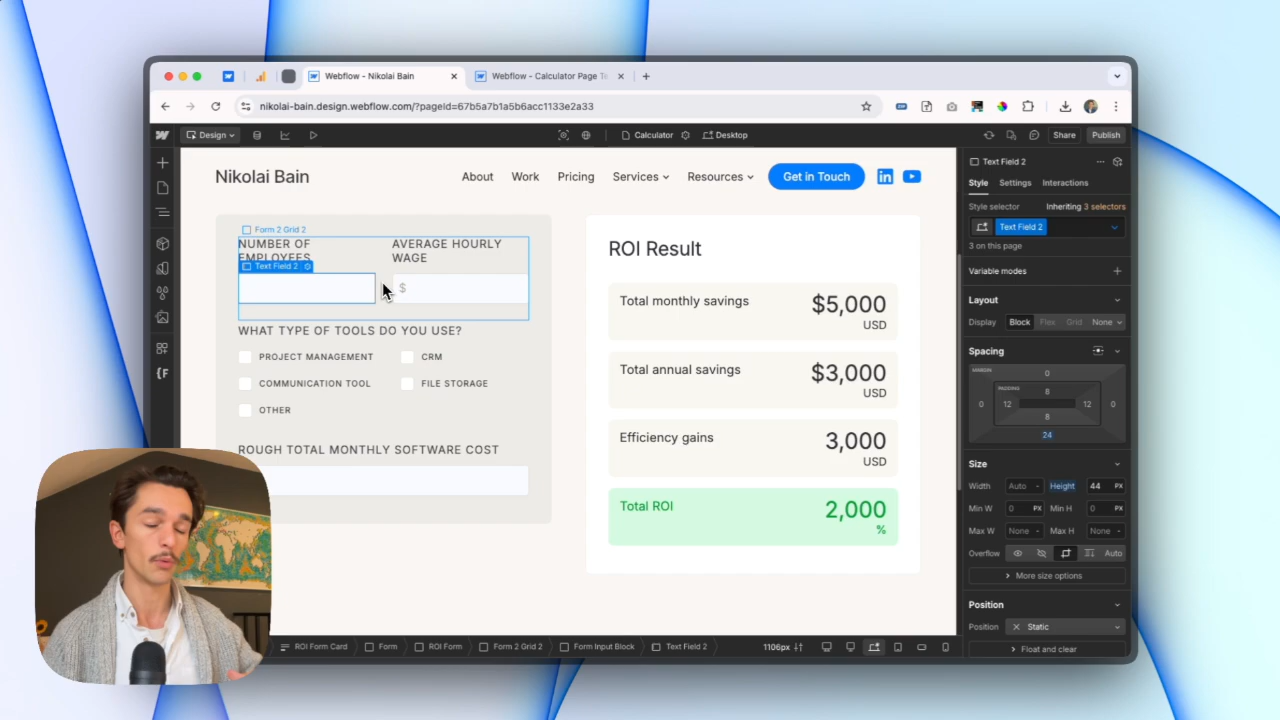 Webflow - Nikolai Bain
Webflow - Calculator Page Te
nikolai-bain.design.webflow.com/?pageId=67b5a7b1a5b6acc1133e2a33
Design
Calculator
Desktop
Share
Publish
Nikolai Bain
About
Work
Pricing
Services
Resources
Get in Touch
Form 2 Grid 2
NUMBER OF
EMPLOYEES
Text Field 2
AVERAGE HOURLY
WAGE
$
WHAT TYPE OF TOOLS DO YOU USE?
PROJECT MANAGEMENT
CRM
COMMUNICATION TOOL
FILE STORAGE
OTHER
ROUGH TOTAL MONTHLY SOFTWARE COST
ROI Result
Total monthly savings
$5,000
USD
Total annual savings
$3,000
USD
Efficiency gains
3,000
USD
Total ROI
2,000
%
Text Field 2
Style
Settings
Interactions
Style selector
Inheriting 3 selectors
Text Field 2
3 on this page
Variable modes
Layout
Display
Block
Flex
Grid
None
Spacing
MARGIN
0
PADDING
8
0
12
12
0
8
24
Size
Width
Auto
-
Height
44
PX
Min W
0
PX
Min H
0
PX
Max W
None
-
Max H
None
-
Overflow
Auto
More size options
Position
Position
Static
Float and clear
ROI Form Card
Form
ROI Form
Form 2 Grid 2
Form Input Block
Text Field 2
1106px